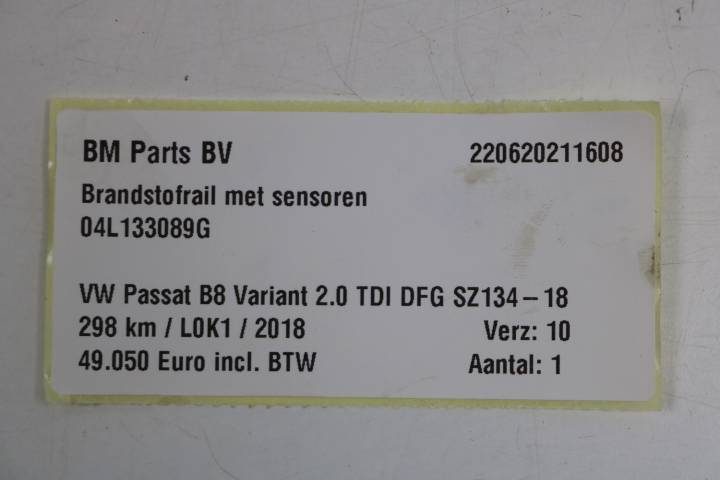 BM Parts BV 220620211608
Brandstofrail met sensoren
04L133089G
VW Passat B8 Variant 2.0 TDI DFG SZ134-18
298 km / L0K1 / 2018 Verz: 10
49.050 Euro incl. BTW Aantal: 1